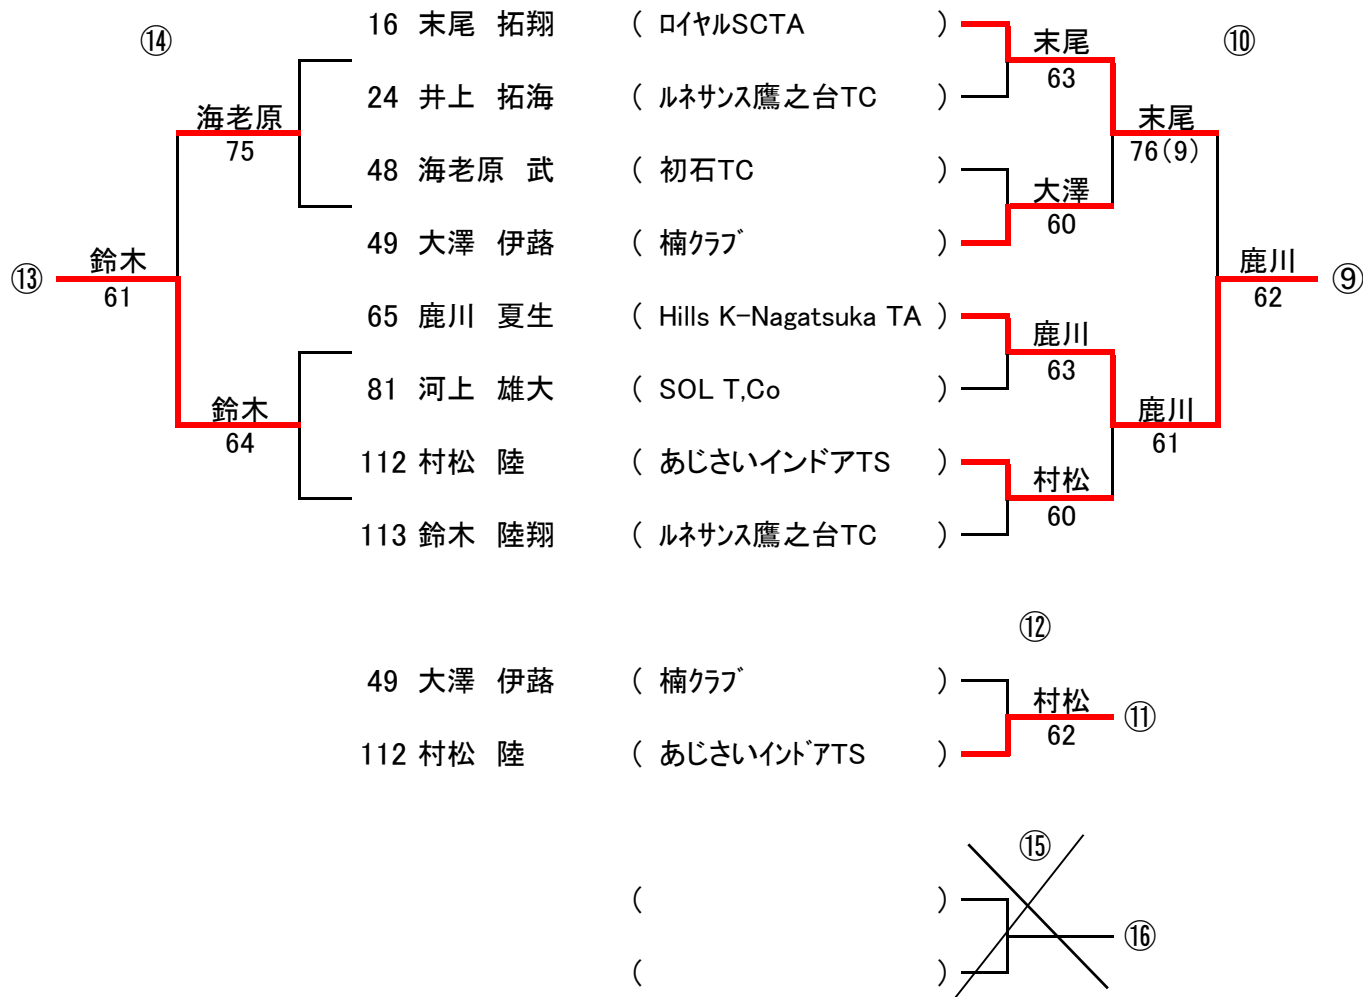 16 末尾 拓翔 ( ロイヤルSCTA )
⑭ 末尾 ⑩
63
24 井上 拓海 ( ルネサンス鷹之台TC )
海老原 末尾
75 76(9)
48 海老原 武 ( 初石TC )
大澤
60
49 大澤 伊蕗 ( 楠クラブ )
⑬ 鈴木 鹿川 ⑨
61 62
65 鹿川 夏生 ( Hills K-Nagatsuka TA )
鹿川
63
81 河上 雄大 ( SOL T,Co )
鈴木 鹿川
64 61
112 村松 陸 ( あじさいインドアTS )
村松
60
113 鈴木 陸翔 ( ルネサンス鷹之台TC )
⑫
49 大澤 伊蕗 ( 楠クラブ )
村松 ⑪
62
112 村松 陸 ( あじさいインドアTS )
⑮
( )
⑯
( )